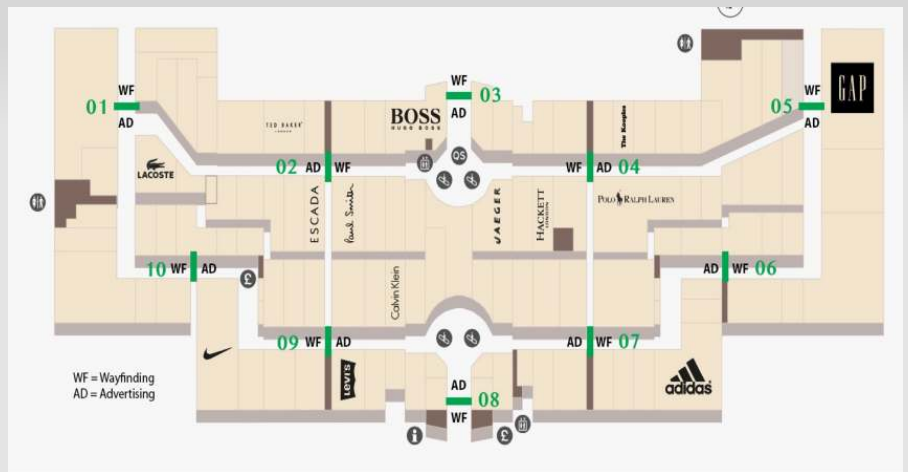 WF
01
AD
WF
03
AD
WF
05
AD
GAP
TED BAKER
LONDON
BOSS
HUGO BOSS
The Kooples
LACOSTE
02
AD
WF
QS
WF
AD
04
ESCADA
Paul Smith
JAEGER
HACKETT
LONDON
POLO RALPH LAUREN
10
WF
AD
£
Calvin Klein
AD
WF
06
09
WF
AD
AD
WF
07
LEVI'S
adidas
WF = Wayfinding
AD = Advertising
AD
08
WF
i
£